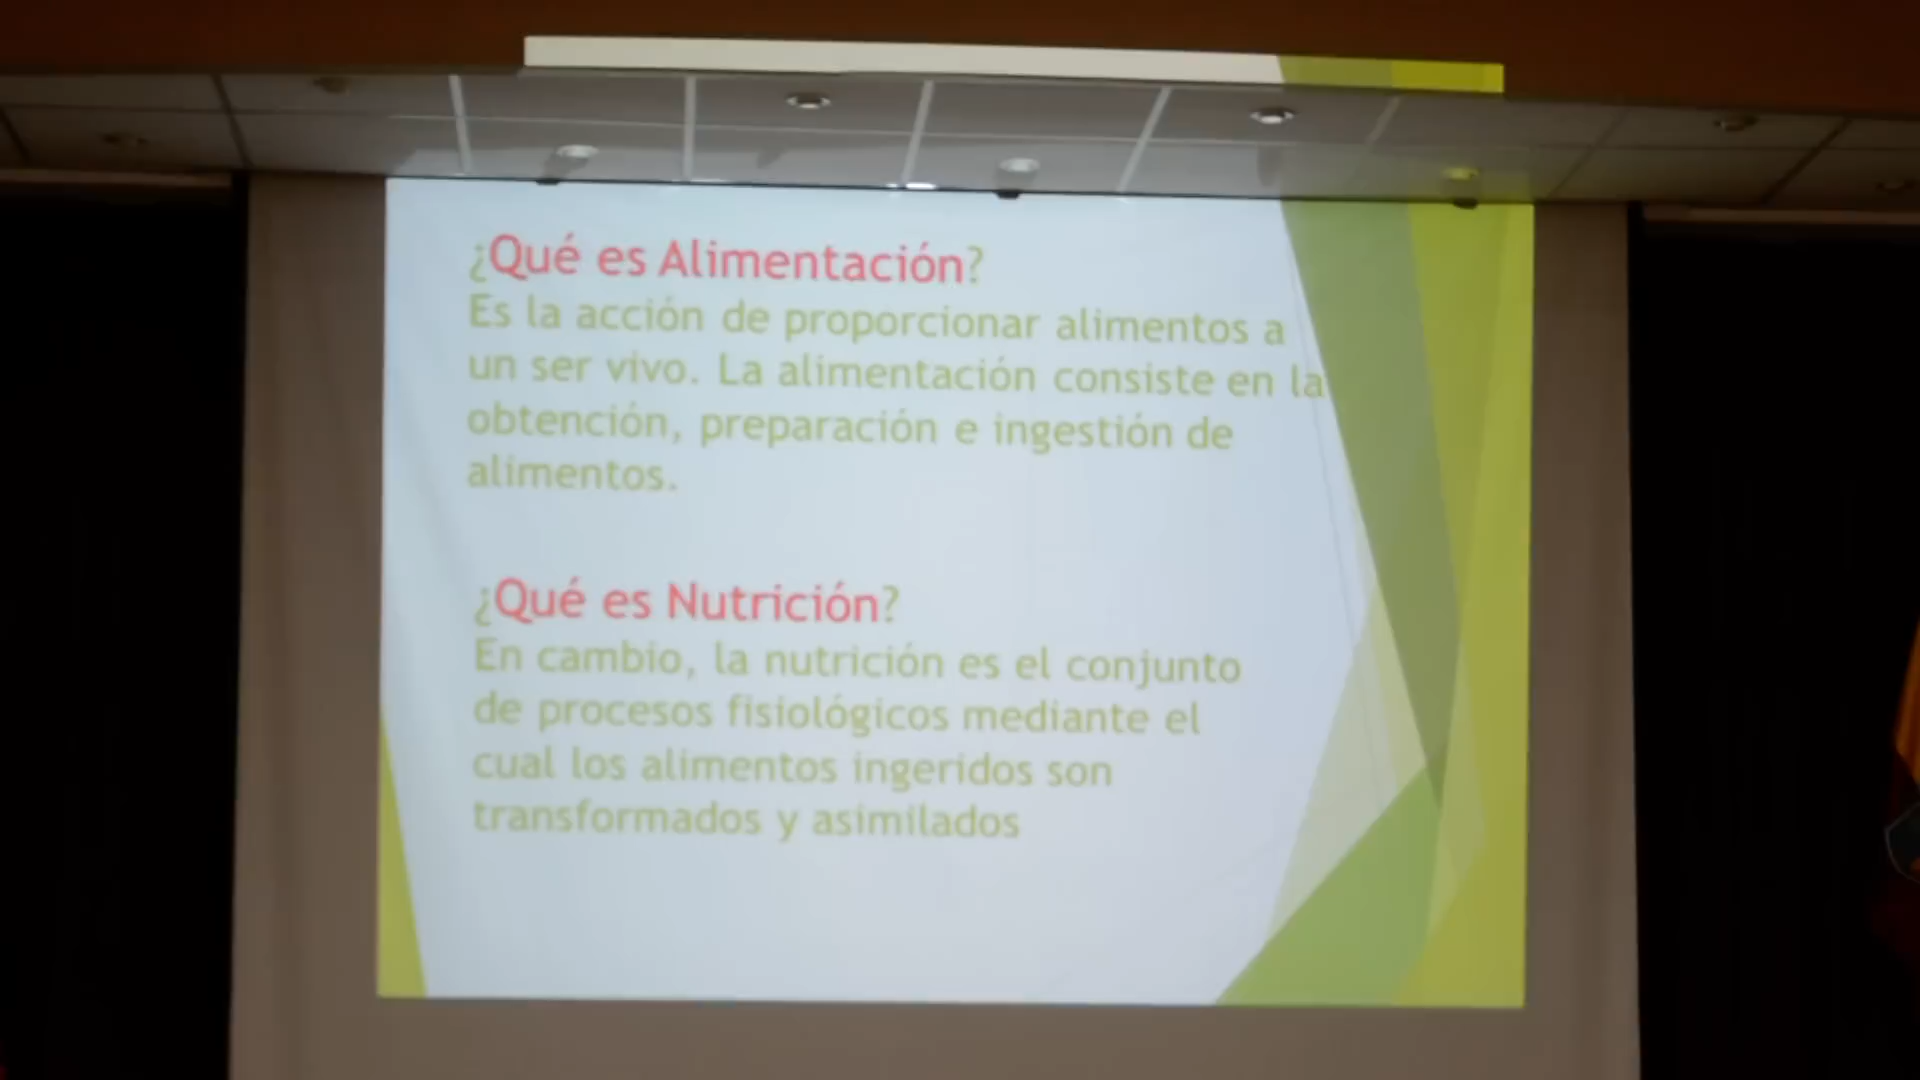 ¿Qué es Alimentación?
Es la acción de proporcionar alimentos a
un ser vivo. La alimentación consiste en la
obtención, preparación e ingestión de
alimentos.
¿Qué es Nutrición?
En cambio, la nutrición es el conjunto
de procesos fisiológicos mediante el
cual los alimentos ingeridos son
transformados y asimilados